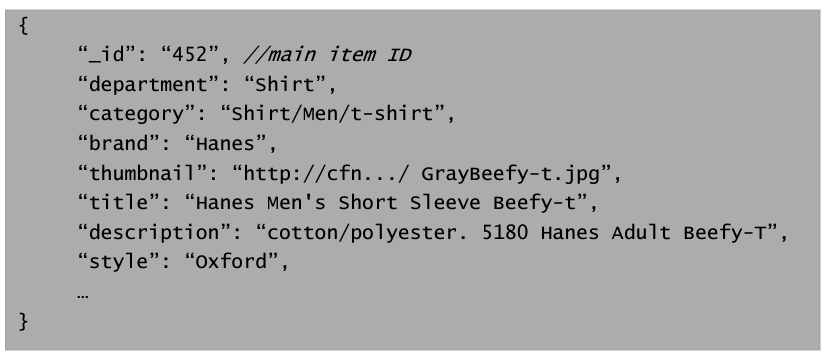 {
“_id”: “452”, //main item ID
“department”: “Shirt”,
“category”: “Shirt/Men/t-shirt”,
“brand”: “Hanes”,
“thumbnail”: “http://cfn.../ GrayBeefy-t.jpg”,
“title”: “Hanes Men's Short Sleeve Beefy-t”,
“description”: “cotton/polyester. 5180 Hanes Adult Beefy-T”,
“style”: “Oxford”,
…
}